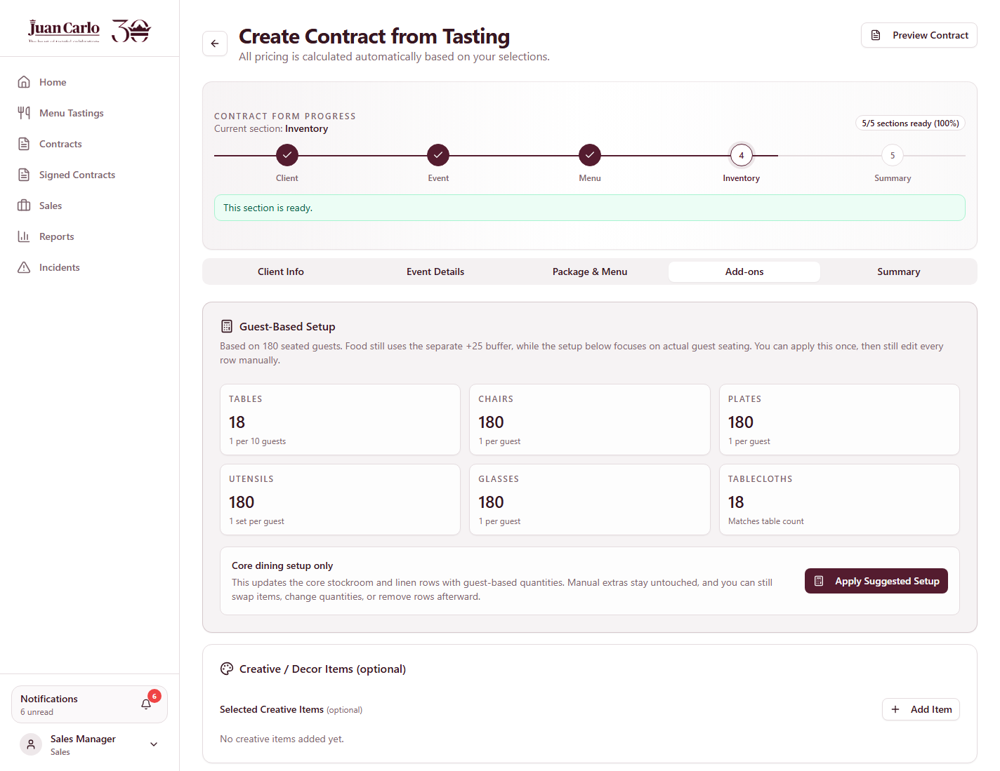 Juan Carlo 30
Home
Menu Tastings
Contracts
Signed Contracts
Sales
Reports
Incidents
Notifications
6 unread
6
Sales Manager
Sales
Create Contract from Tasting
All pricing is calculated automatically based on your selections.
Preview Contract
CONTRACT FORM PROGRESS
Current section: Inventory
5/5 sections ready (100%)
4
5
Client
Event
Menu
Inventory
Summary
This section is ready.
Client Info
Event Details
Package & Menu
Add-ons
Summary
Guest-Based Setup
Based on 180 seated guests. Food still uses the separate +25 buffer, while the setup below focuses on actual guest seating. You can apply this once, then still edit every
row manually.
TABLES
18
1 per 10 guests
CHAIRS
180
1 per guest
PLATES
180
1 per guest
UTENSILS
180
1 set per guest
GLASSES
180
1 per guest
TABLECLOTHS
18
Matches table count
Core dining setup only
This updates the core stockroom and linen rows with guest-based quantities. Manual extras stay untouched, and you can still
swap items, change quantities, or remove rows afterward.
Apply Suggested Setup
Creative / Decor Items (optional)
Selected Creative Items (optional)
Add Item
No creative items added yet.